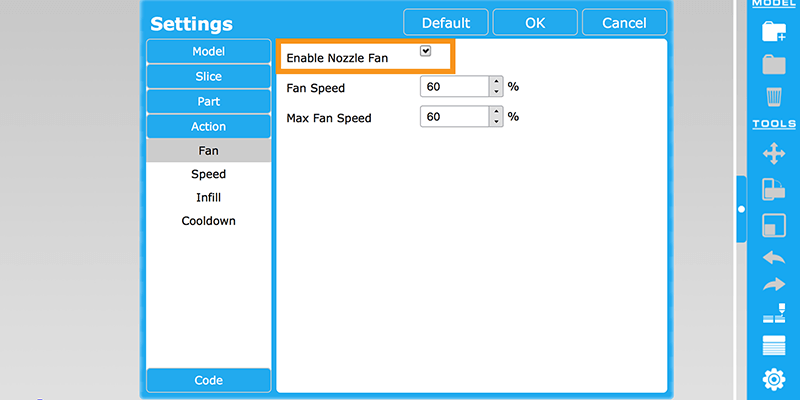 Settings
Default
OK
Cancel
Model
Slice
Part
Action
Fan
Speed
Infill
Cooldown
Code
Enable Nozzle Fan
Fan Speed 60 %
Max Fan Speed 60 %
MODEL
TOOLS